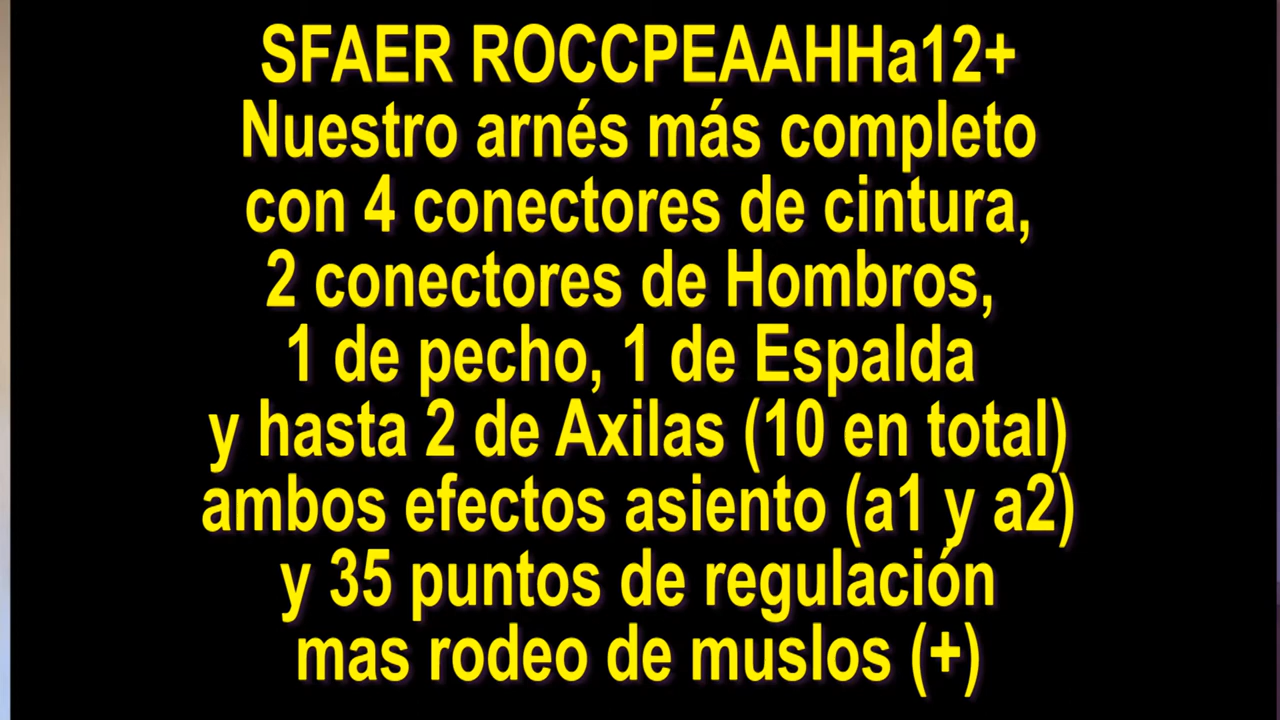 SFAER ROCCPEAAHHa12+
Nuestro arnés más completo
con 4 conectores de cintura,
2 conectores de Hombros,
1 de pecho, 1 de Espalda
y hasta 2 de Axilas (10 en total)
ambos efectos asiento (a1 y a2)
y 35 puntos de regulación
mas rodeo de muslos (+)